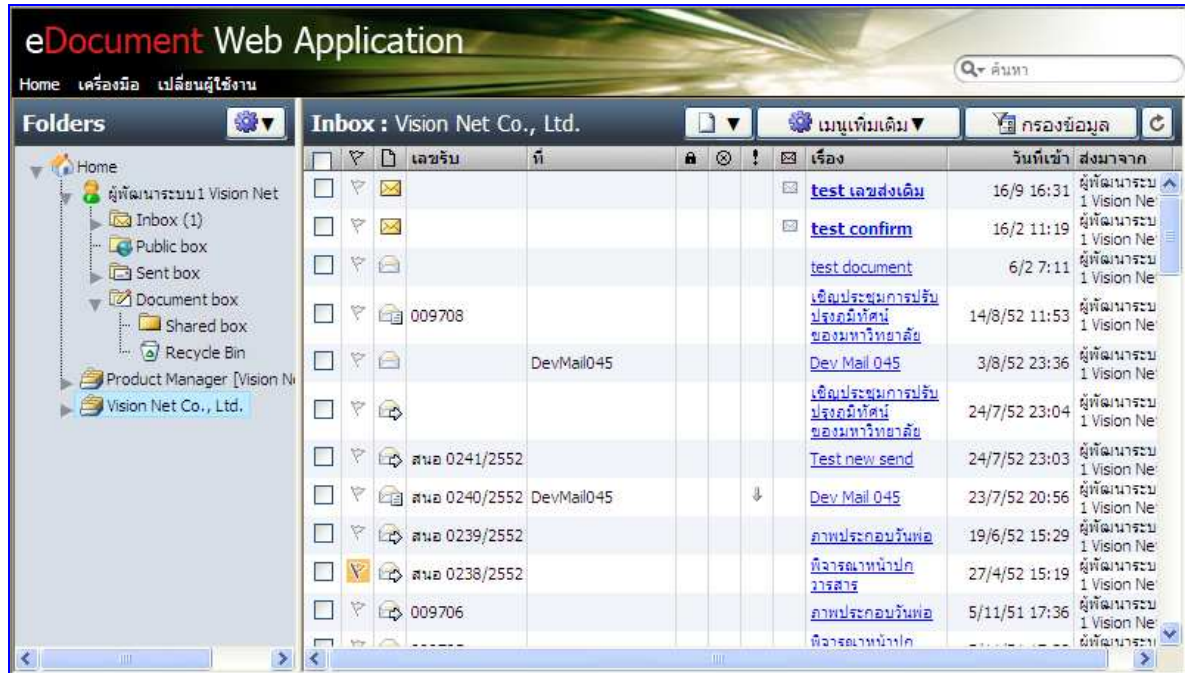 eDocument Web Application
Home เครื่องมือ เปลี่ยนผู้ใช้งาน
ค้นหา
Folders
Home
ผู้พัฒนาระบบ1 Vision Net
Inbox (1)
Public box
Sent box
Document box
Shared box
Recycle Bin
Product Manager [Vision N
Vision Net Co., Ltd.
Inbox : Vision Net Co., Ltd. เมนูเพิ่มเติม กรองข้อมูล
เลขรับ ที่ ! เรื่อง วันที่เข้า ส่งมาจาก
test เลขส่งเดิม 16/9 16:31 ผู้พัฒนาระบ
1 Vision Ne
test confirm 16/2 11:19 ผู้พัฒนาระบ
1 Vision Ne
test document 6/2 7:11 ผู้พัฒนาระบ
1 Vision Ne
009708 เชิญประชุมการปรับ
ปรุงภูมิทัศน์
ของมหาวิทยาลัย 14/8/52 11:53 ผู้พัฒนาระบ
1 Vision Ne
DevMail045 Dev Mail 045 3/8/52 23:36 ผู้พัฒนาระบ
1 Vision Ne
เชิญประชุมการปรับ
ปรุงภูมิทัศน์
ของมหาวิทยาลัย 24/7/52 23:04 ผู้พัฒนาระบ
1 Vision Ne
สนอ 0241/2552 Test new send 24/7/52 23:03 ผู้พัฒนาระบ
1 Vision Ne
สนอ 0240/2552 DevMail045 Dev Mail 045 23/7/52 20:56 ผู้พัฒนาระบ
1 Vision Ne
สนอ 0239/2552 ภาพประกอบวันพ่อ 19/6/52 15:29 ผู้พัฒนาระบ
1 Vision Ne
สนอ 0238/2552 พิจารณาหน้าปก
วารสาร 27/4/52 15:19 ผู้พัฒนาระบ
1 Vision Ne
009706 ภาพประกอบวันพ่อ 5/11/51 17:36 ผู้พัฒนาระบ
1 Vision Ne
พิจารณาหน้าปก ผู้พัฒนาระบ